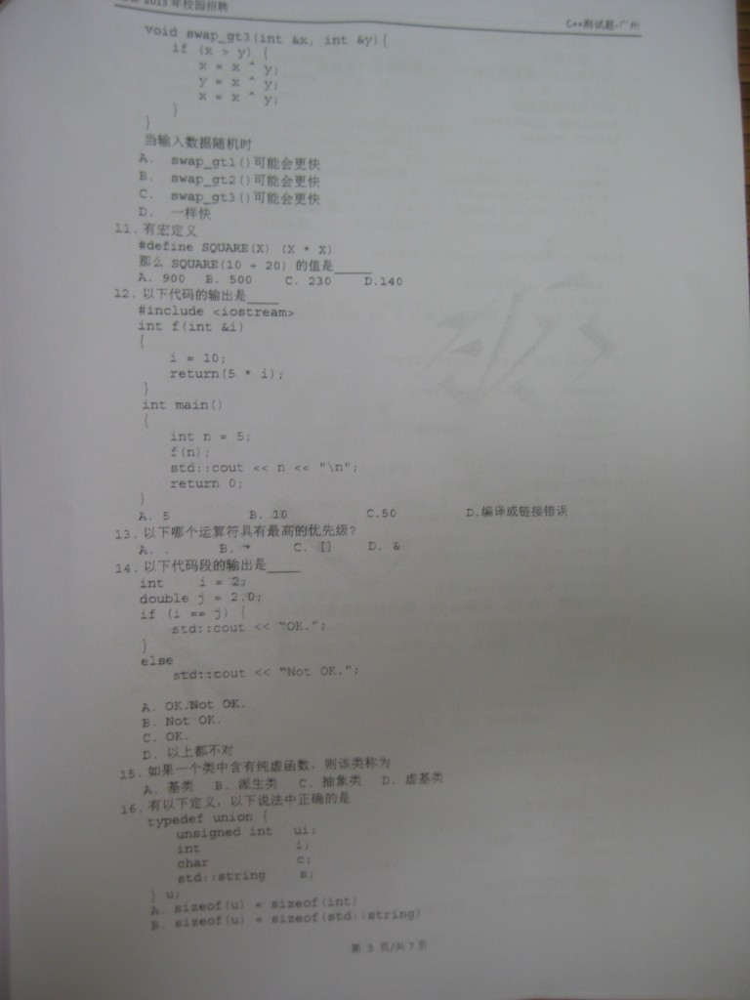 2013 年校园招聘
C++测试题-广州
void swap_gt3(int &x, int &y){
if (x > y) {
x = x ^ y;
y = x ^ y;
x = x ^ y;
}
}
当输入数据随机时
A. swap_gt1()可能会更快
B. swap_gt2()可能会更快
C. swap_gt3()可能会更快
D. 一样快
11. 有宏定义
#define SQUARE(X) (X * X)
那么 SQUARE(10 + 20) 的值是_____
A. 900 B. 500 C. 230 D.140
12. 以下代码的输出是____
#include <iostream>
int f(int &i)
{
i = 10;
return(5 * i);
}
int main()
{
int n = 5;
f(n);
std::cout << n << "\n";
return 0;
}
A. 5 B. 10 C.50 D.编译或链接错误
13. 以下哪个运算符具有最高的优先级?
A. . B. → C. [] D. &
14. 以下代码段的输出是____
int i = 2;
double j = 2.0;
if (i == j) {
std::cout << “OK.”;
}
else
std::cout << “Not OK.”;
A. OK.Not OK.
B. Not OK.
C. OK.
D. 以上都不对
15. 如果一个类中含有纯虚函数, 则该类称为
A. 基类 B. 派生类 C. 抽象类 D. 虚基类
16. 有以下定义, 以下说法中正确的是
typedef union {
unsigned int ui;
int i;
char c;
std::string s;
} u;
A. sizeof(u) = sizeof(int)
B. sizeof(u) = sizeof(std::string)
第 3 页/共 7 页